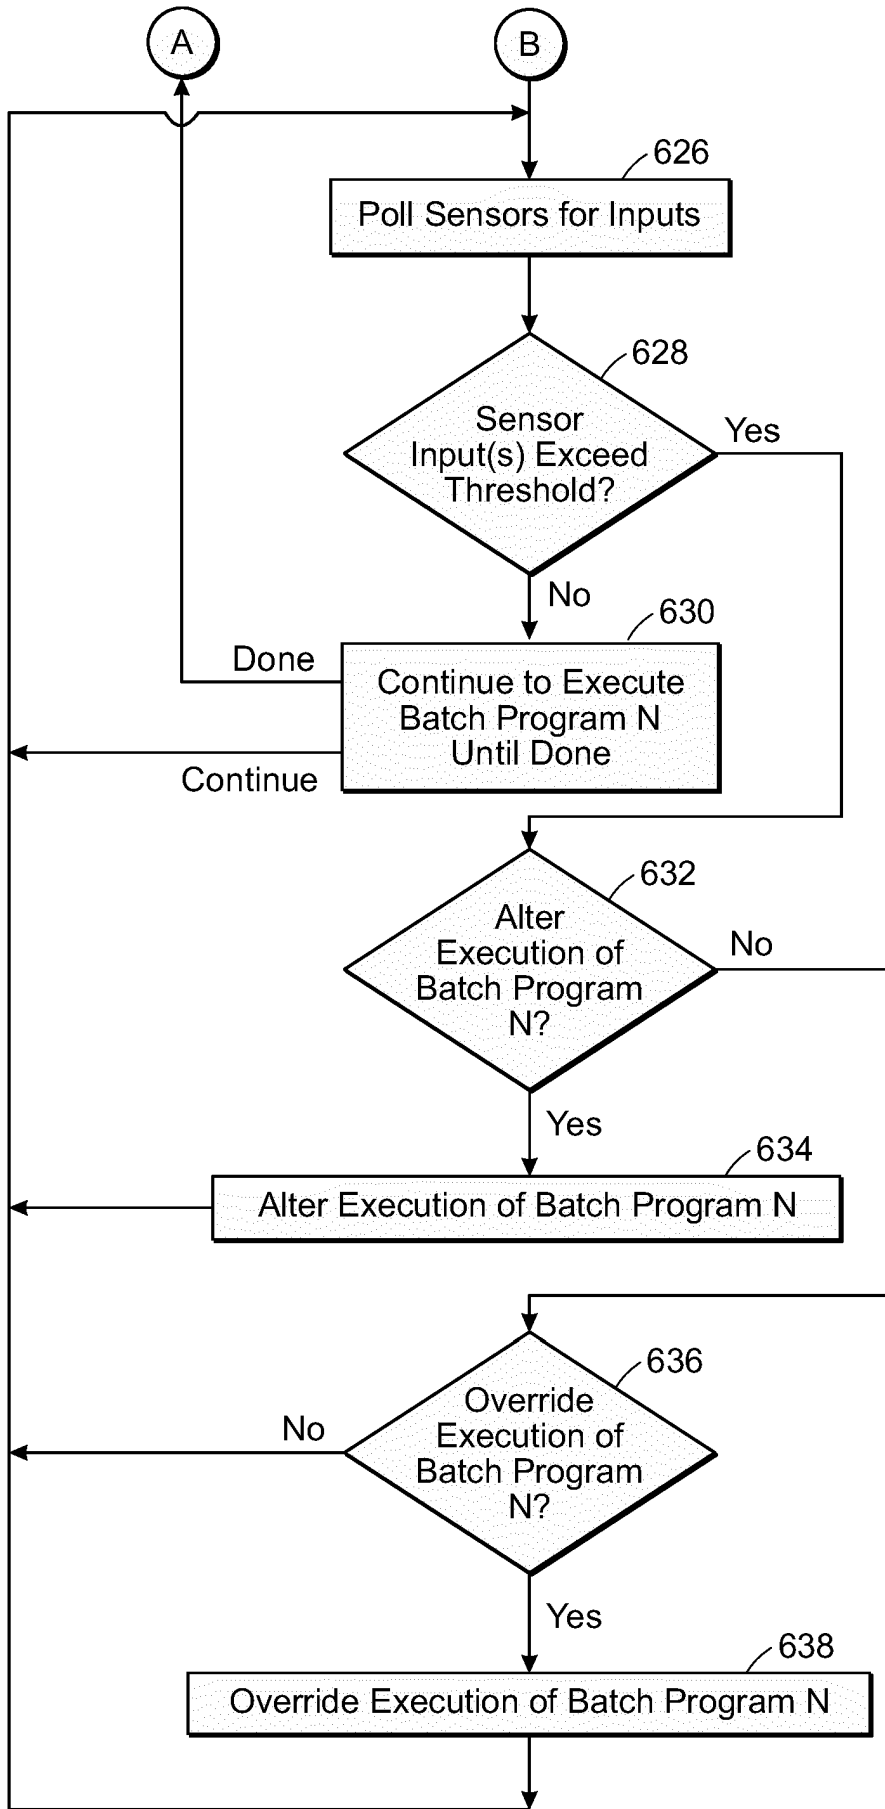 A
B
626
Poll Sensors for Inputs
628
Sensor
Input(s) Exceed
Threshold?
Yes
No
630
Done
Continue to Execute
Batch Program N
Until Done
Continue
632
Alter
Execution of
Batch Program
N?
No
Yes
634
Alter Execution of Batch Program N
636
Override
Execution of
Batch Program
N?
No
Yes
638
Override Execution of Batch Program N